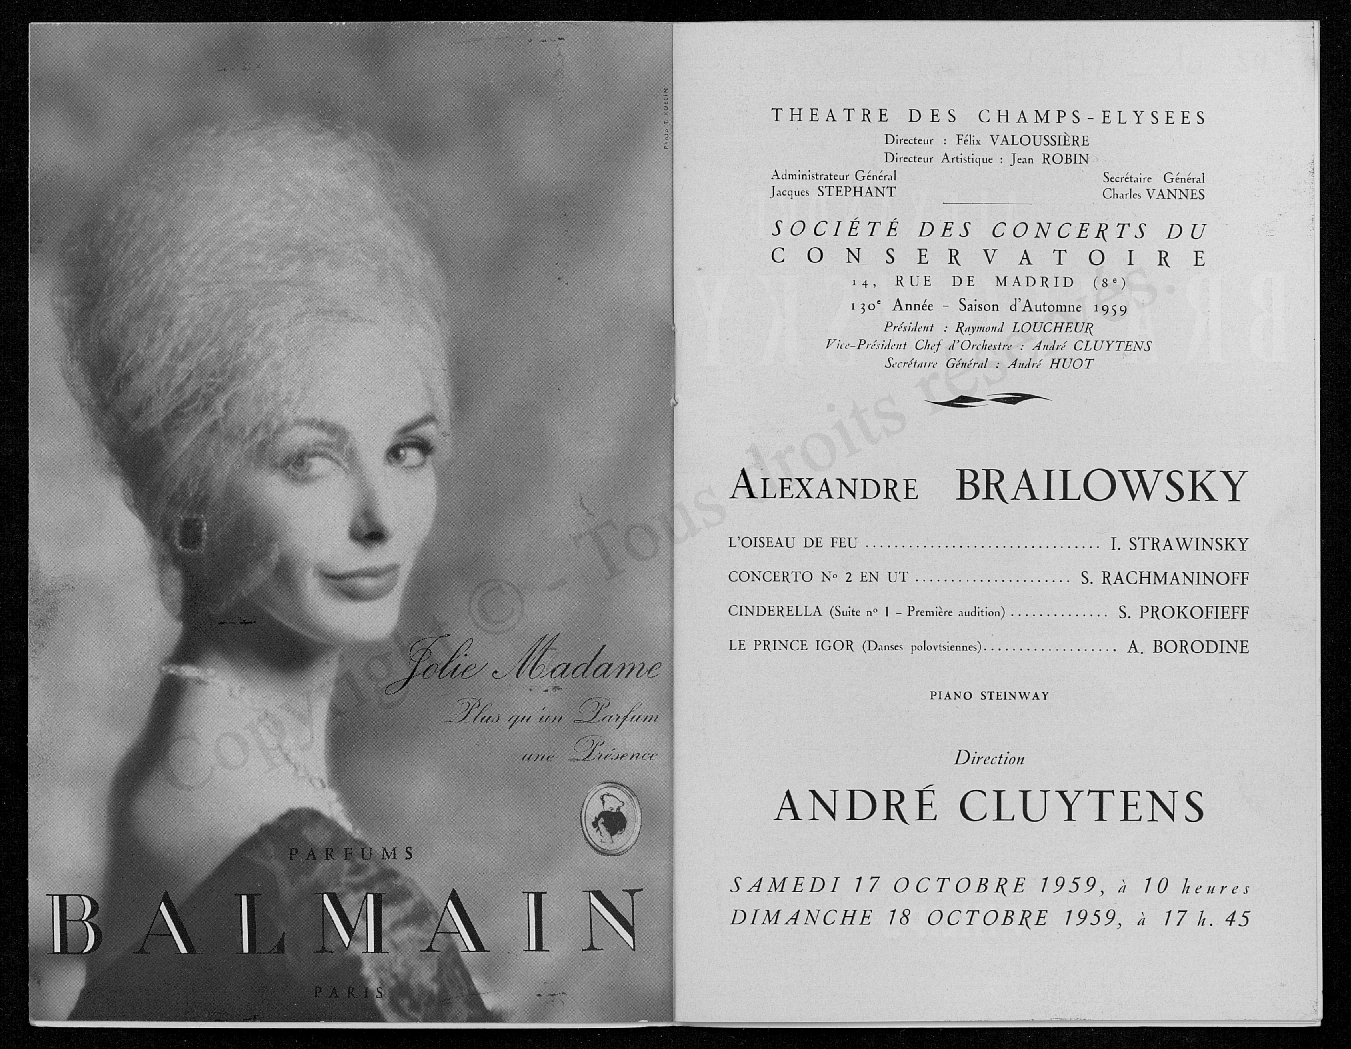 Jolie Madame
Plus qu'un Parfum
une Présence
PARFUMS
BALMAIN
PARIS
THEATRE DES CHAMPS-ELYSEES
Directeur : Félix VALOUSSIÈRE
Directeur Artistique : Jean ROBIN
Administrateur Général
Jacques STEPHANT
Secrétaire Général
Charles VANNES
SOCIÉTÉ DES CONCERTS DU
CONSERVATOIRE
14, RUE DE MADRID (8e)
130e Année - Saison d'Automne 1959
Président : Raymond LOUCHEUR
Vice-Président Chef d'Orchestre : André CLUYTENS
Secrétaire Général : André HUOT
ALEXANDRE BRAILOWSKY
L'OISEAU DE FEU ................................. I. STRAWINSKY
CONCERTO No 2 EN UT ...................... S. RACHMANINOFF
CINDERELLA (Suite no 1 - Première audition) .............. S. PROKOFIEFF
LE PRINCE IGOR (Danses polovtsiennes)................... A. BORODINE
PIANO STEINWAY
Direction
ANDRÉ CLUYTENS
SAMEDI 17 OCTOBRE 1959, à 10 heures
DIMANCHE 18 OCTOBRE 1959, à 17 h. 45
Copyright © - Tous droits réservés.